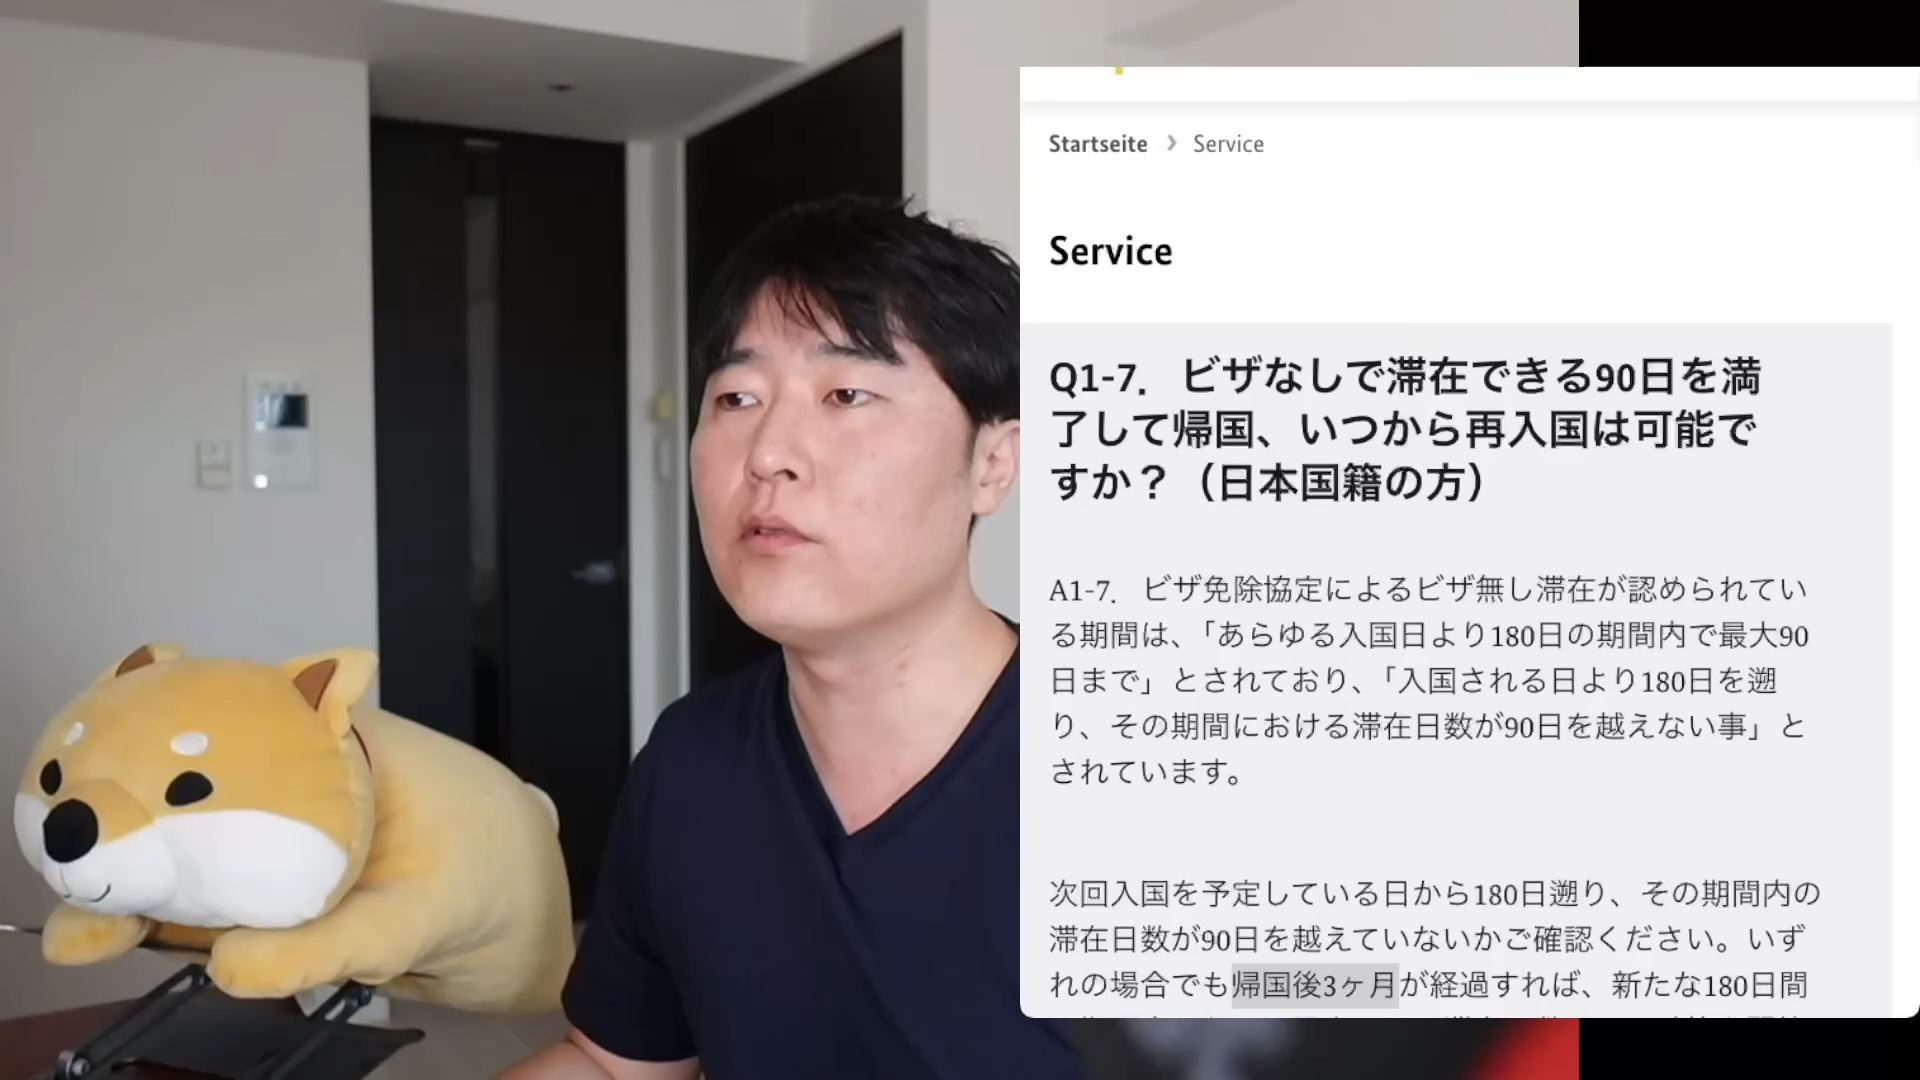 Startseite › Service
Service
Q1-7．ビザなしで滞在できる90日を満
了して帰国、いつから再入国は可能で
すか？（日本国籍の方）
A1-7．ビザ免除協定によるビザ無し滞在が認められてい
る期間は、「あらゆる入国日より180日の期間内で最大90
日まで」とされており、「入国される日より180日を遡
り、その期間における滞在日数が90日を越えない事」と
されています。
次回入国を予定している日から180日遡り、その期間内の
滞在日数が90日を越えていないかご確認ください。いず
れの場合でも帰国後3ヶ月が経過すれば、新たな180日間